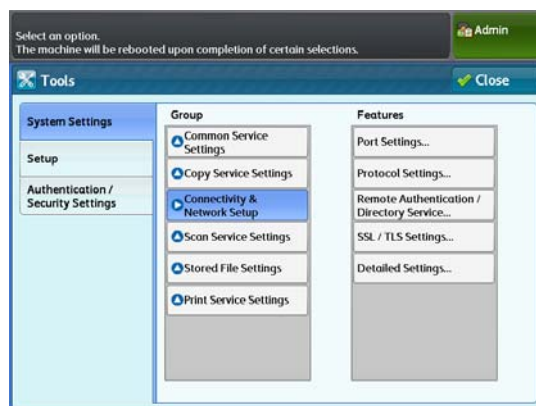 Select an option.
The machine will be rebooted upon completion of certain selections.
Admin
Tools
Close
System Settings
Setup
Authentication /
Security Settings
Group
Common Service
Settings
Copy Service Settings
Connectivity &
Network Setup
Scan Service Settings
Stored File Settings
Print Service Settings
Features
Port Settings...
Protocol Settings...
Remote Authentication /
Directory Service...
SSL / TLS Settings...
Detailed Settings...